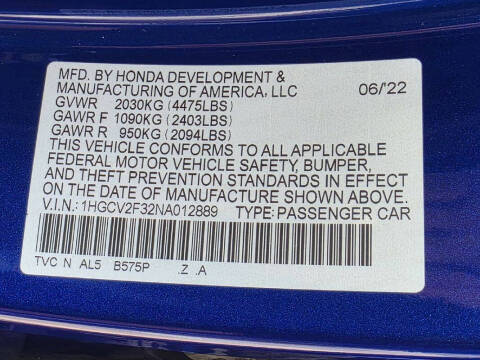 MFD. BY HONDA DEVELOPMENT &
MANUFACTURING OF AMERICA, LLC 06/'22
GVWR 2030KG (4475LBS)
GAWR F 1090KG (2403LBS)
GAWR R 950KG (2094LBS)
THIS VEHICLE CONFORMS TO ALL APPLICABLE
FEDERAL MOTOR VEHICLE SAFETY, BUMPER,
AND THEFT PREVENTION STANDARDS IN EFFECT
ON THE DATE OF MANUFACTURE SHOWN ABOVE.
V.I.N.: 1HGCV2F32NA012889 TYPE: PASSENGER CAR
TVC N AL5 B575P .Z .A